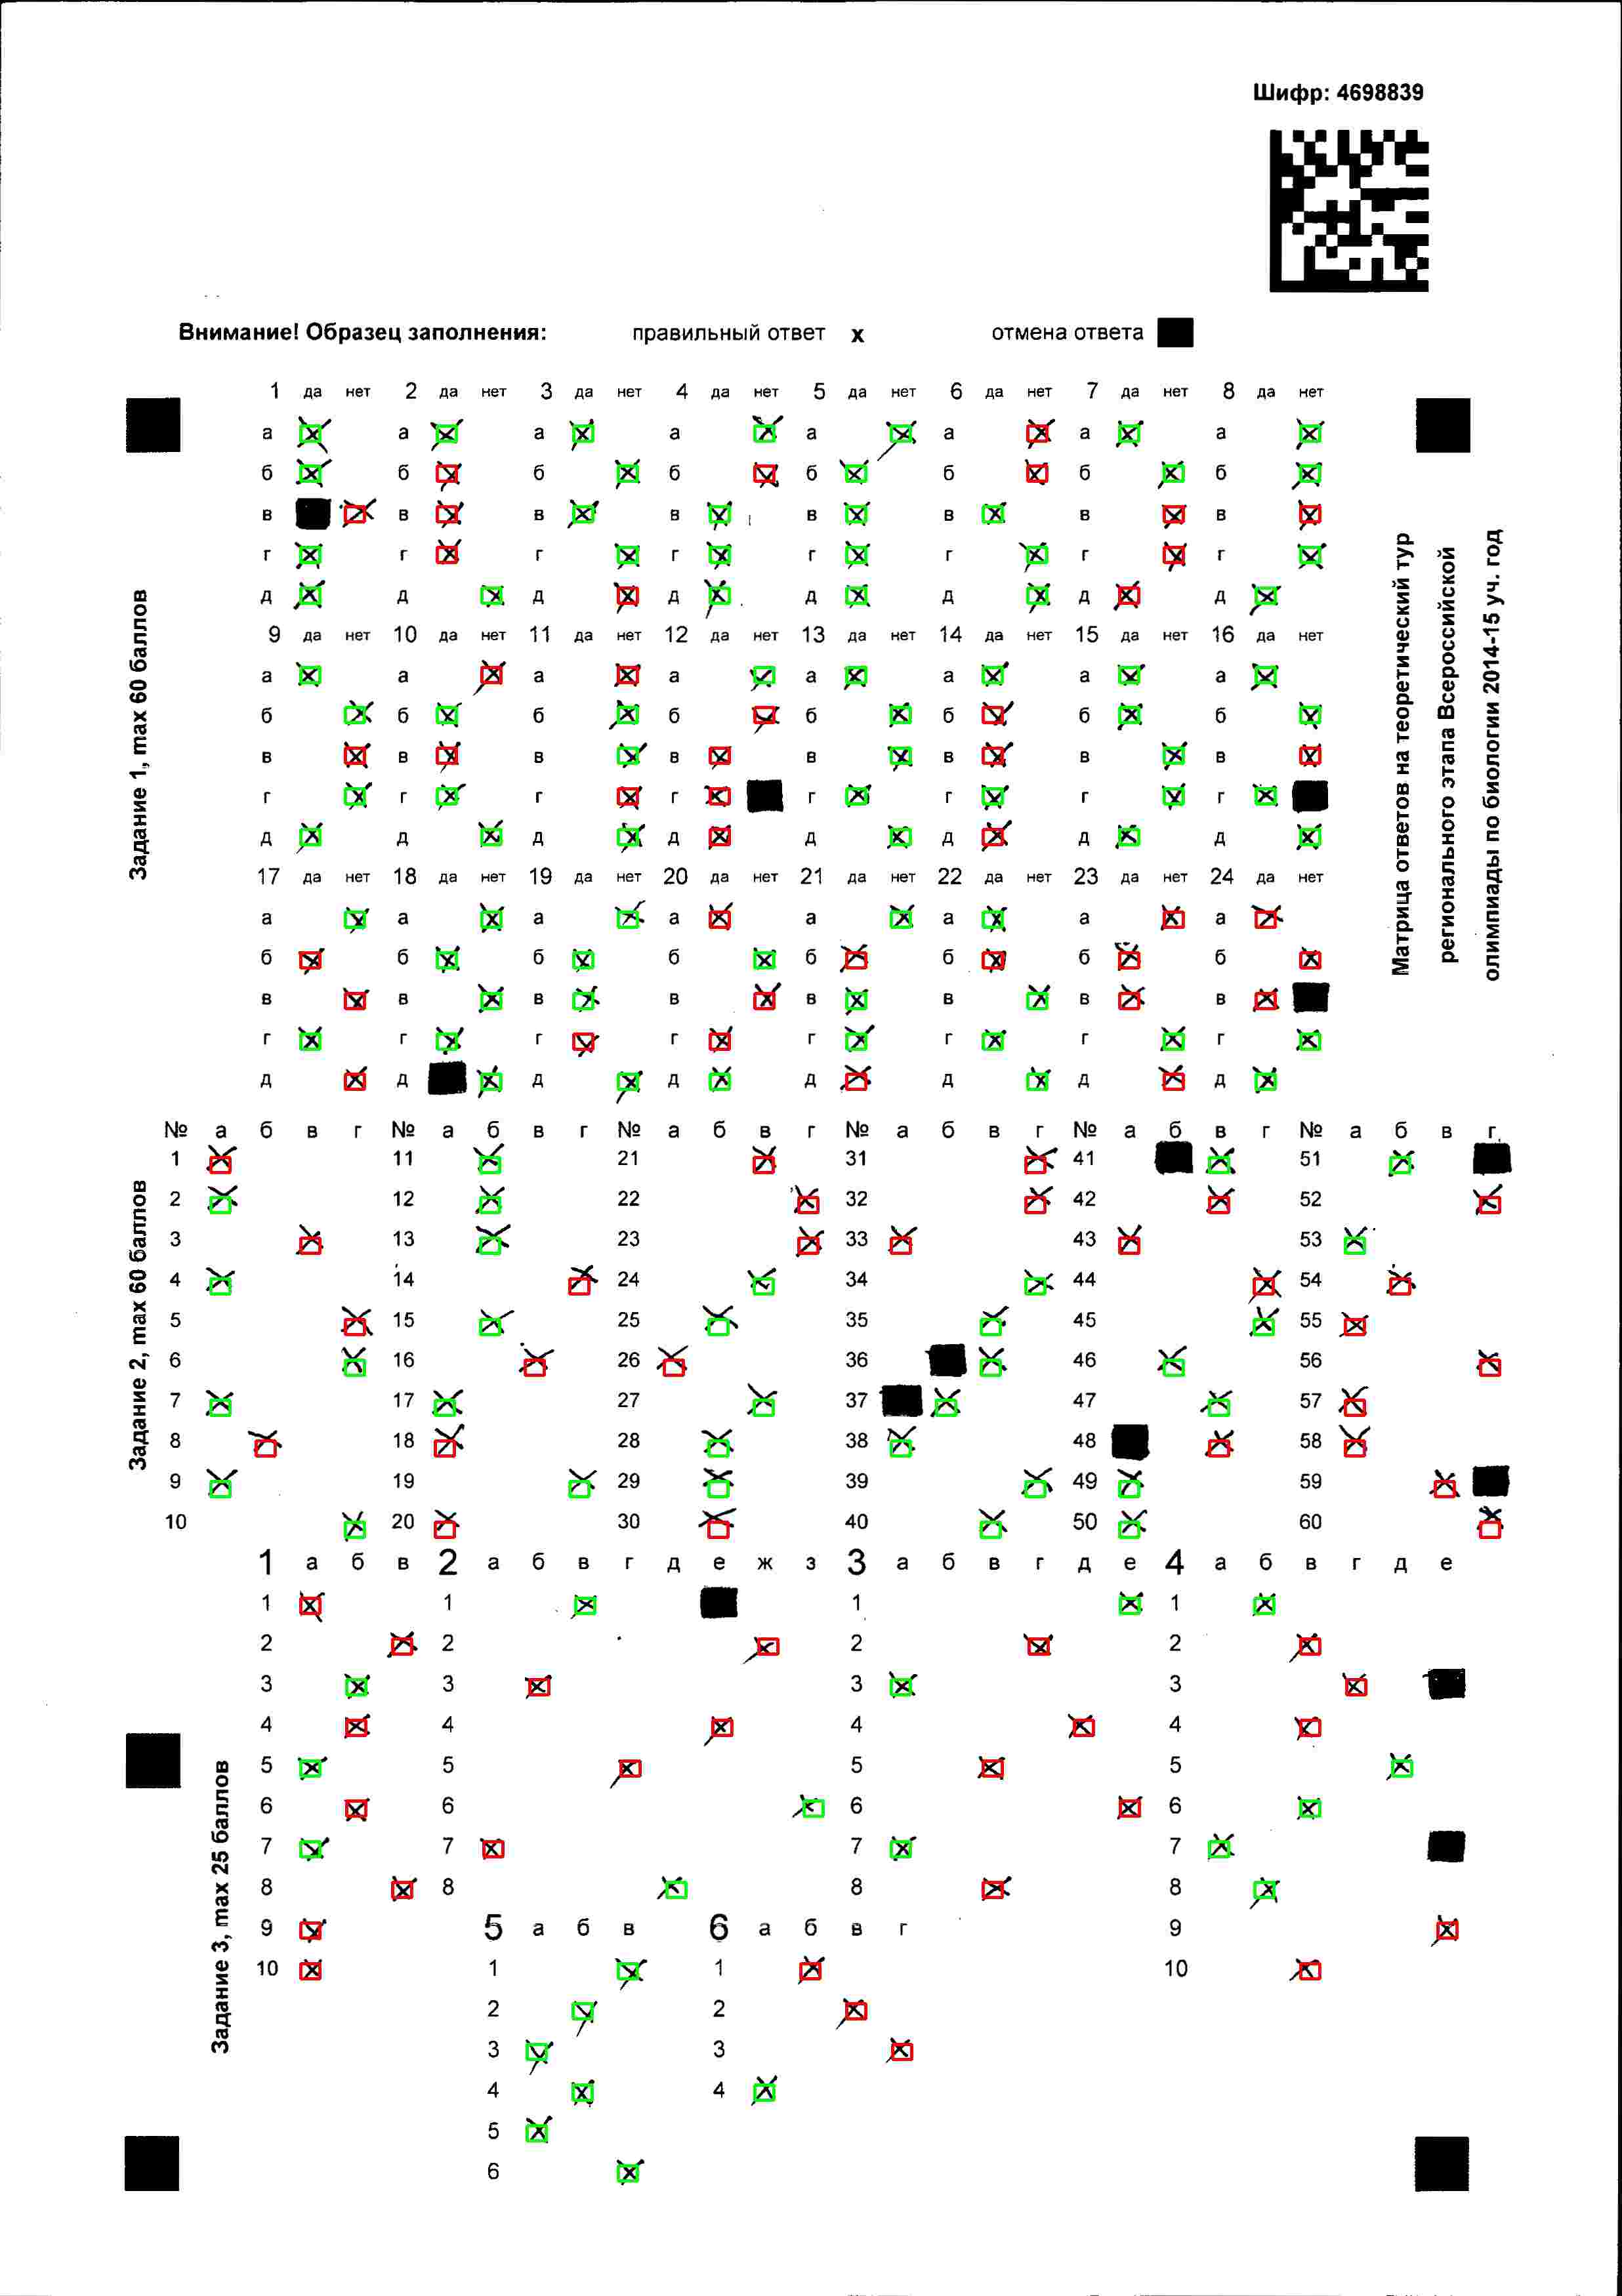 Шифр: 4698839
Внимание! Образец заполнения: правильный ответ х отмена ответа
Матрица ответов на теоретический тур
регионального этапа Всероссийской
олимпиады по биологии 2014-15 уч. год
Задание 1, max 60 баллов
1 да нет 2 да нет 3 да нет 4 да нет 5 да нет 6 да нет 7 да нет 8 да нет
а а а а а а а а
б б б б б б б б
в в в в в в в в
г г г г г г г г
д д д д д д д д
9 да нет 10 да нет 11 да нет 12 да нет 13 да нет 14 да нет 15 да нет 16 да нет
а а а а а а а а
б б б б б б б б
в в в в в в в в
г г г г г г г г
д д д д д д д д
17 да нет 18 да нет 19 да нет 20 да нет 21 да нет 22 да нет 23 да нет 24 да нет
а а а а а а а а
б б б б б б б б
в в в в в в в в
г г г г г г г г
д д д д д д д д
Задание 2, max 60 баллов
№ а б в г № а б в г № а б в г № а б в г № а б в г № а б в г
1 11 21 31 41 51
2 12 22 32 42 52
3 13 23 33 43 53
4 14 24 34 44 54
5 15 25 35 45 55
6 16 26 36 46 56
7 17 27 37 47 57
8 18 28 38 48 58
9 19 29 39 49 59
10 20 30 40 50 60
Задание 3, max 25 баллов
1 а б в 2 а б в г д е ж з 3 а б в г д е 4 а б в г д е
1 1 1 1
2 2 2 2
3 3 3 3
4 4 4 4
5 5 5 5
6 6 6 6
7 7 7 7
8 8 8 8
9 5 а б в 6 а б в г 9
10 1 1 10
2 2
3 3
4 4
5
6